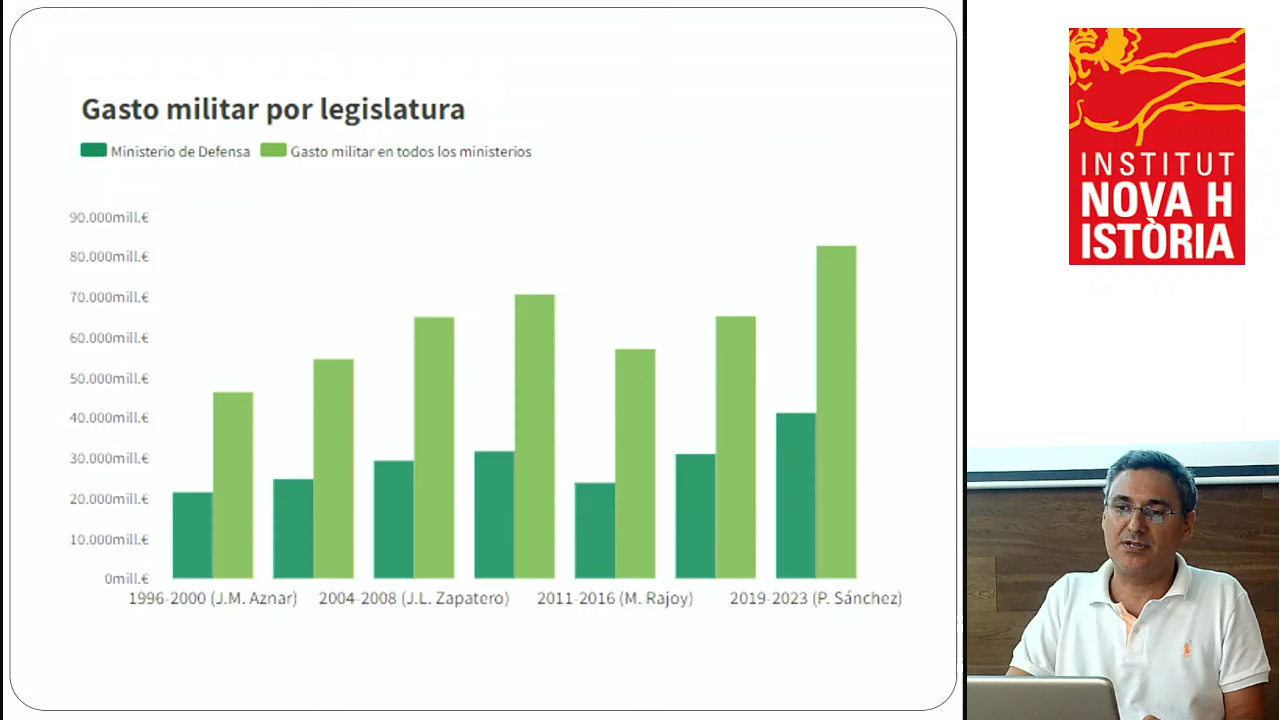 Gasto militar por legislatura
Ministerio de Defensa Gasto militar en todos los ministerios
90.000mill.€
80.000mill.€
70.000mill.€
60.000mill.€
50.000mill.€
40.000mill.€
30.000mill.€
20.000mill.€
10.000mill.€
0mill.€
1996-2000 (J.M. Aznar) 2004-2008 (J.L. Zapatero) 2011-2016 (M. Rajoy) 2019-2023 (P. Sánchez)
INSTITUT
NOVA H
ISTÒRIA